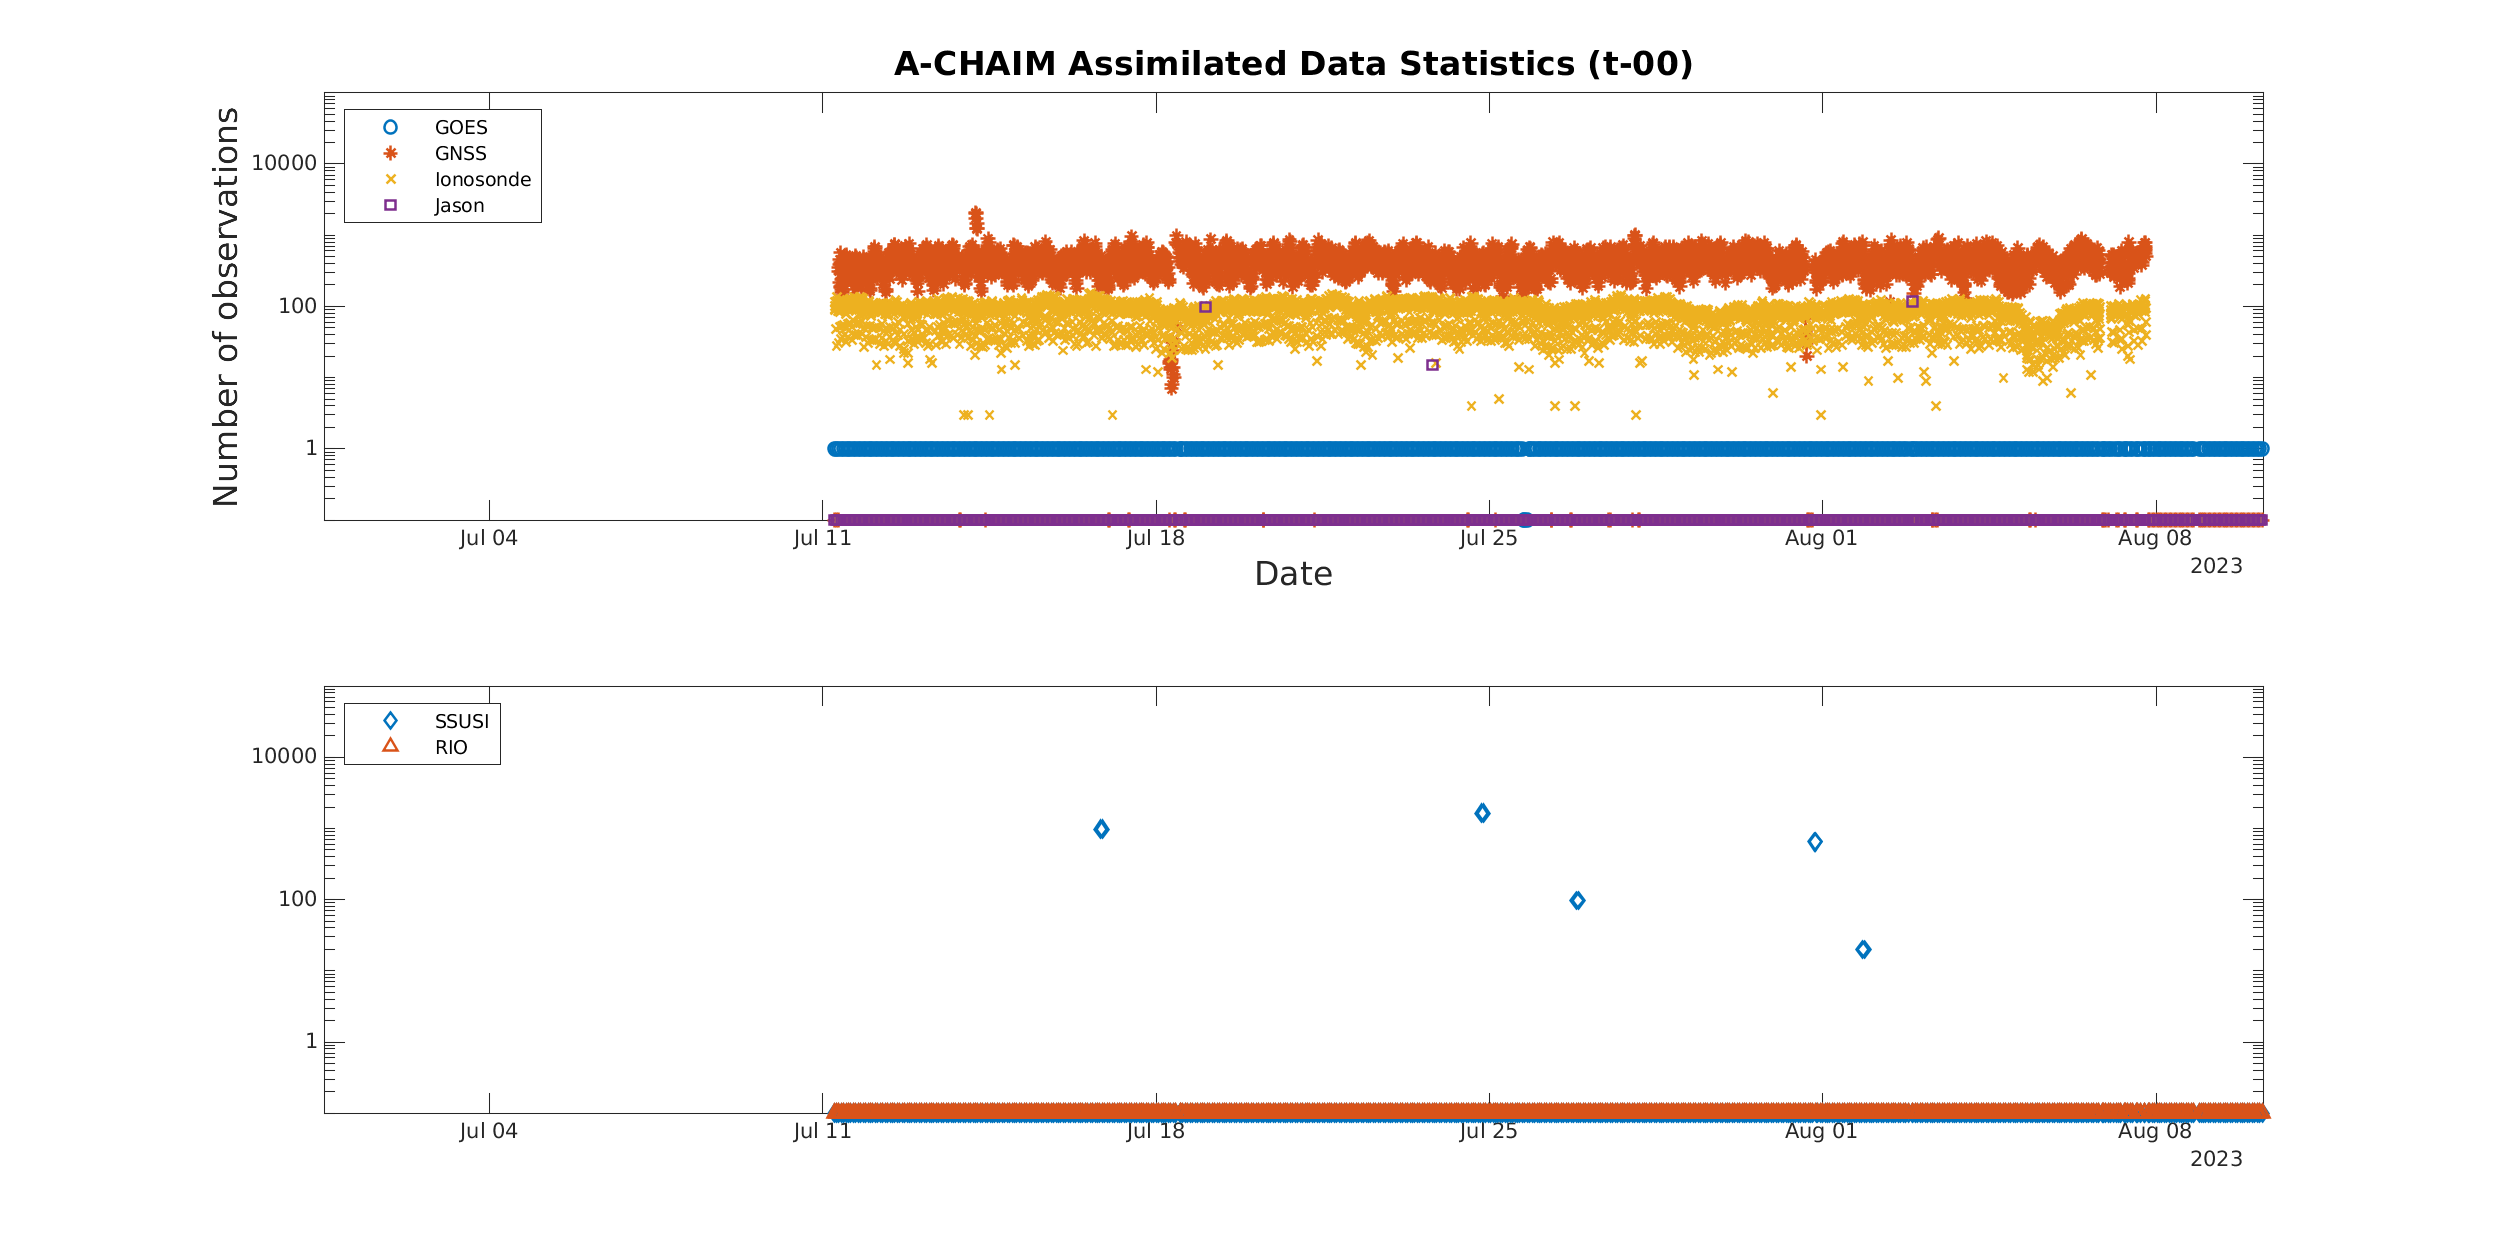 A-CHAIM Assimilated Data Statistics (t-00)
Number of observations
GOES
GNSS
Ionosonde
Jason
10000
100
1
Jul 04
Jul 11
Jul 18
Jul 25
Aug 01
Aug 08
2023
Date
SSUSI
RIO
10000
100
1
Jul 04
Jul 11
Jul 18
Jul 25
Aug 01
Aug 08
2023